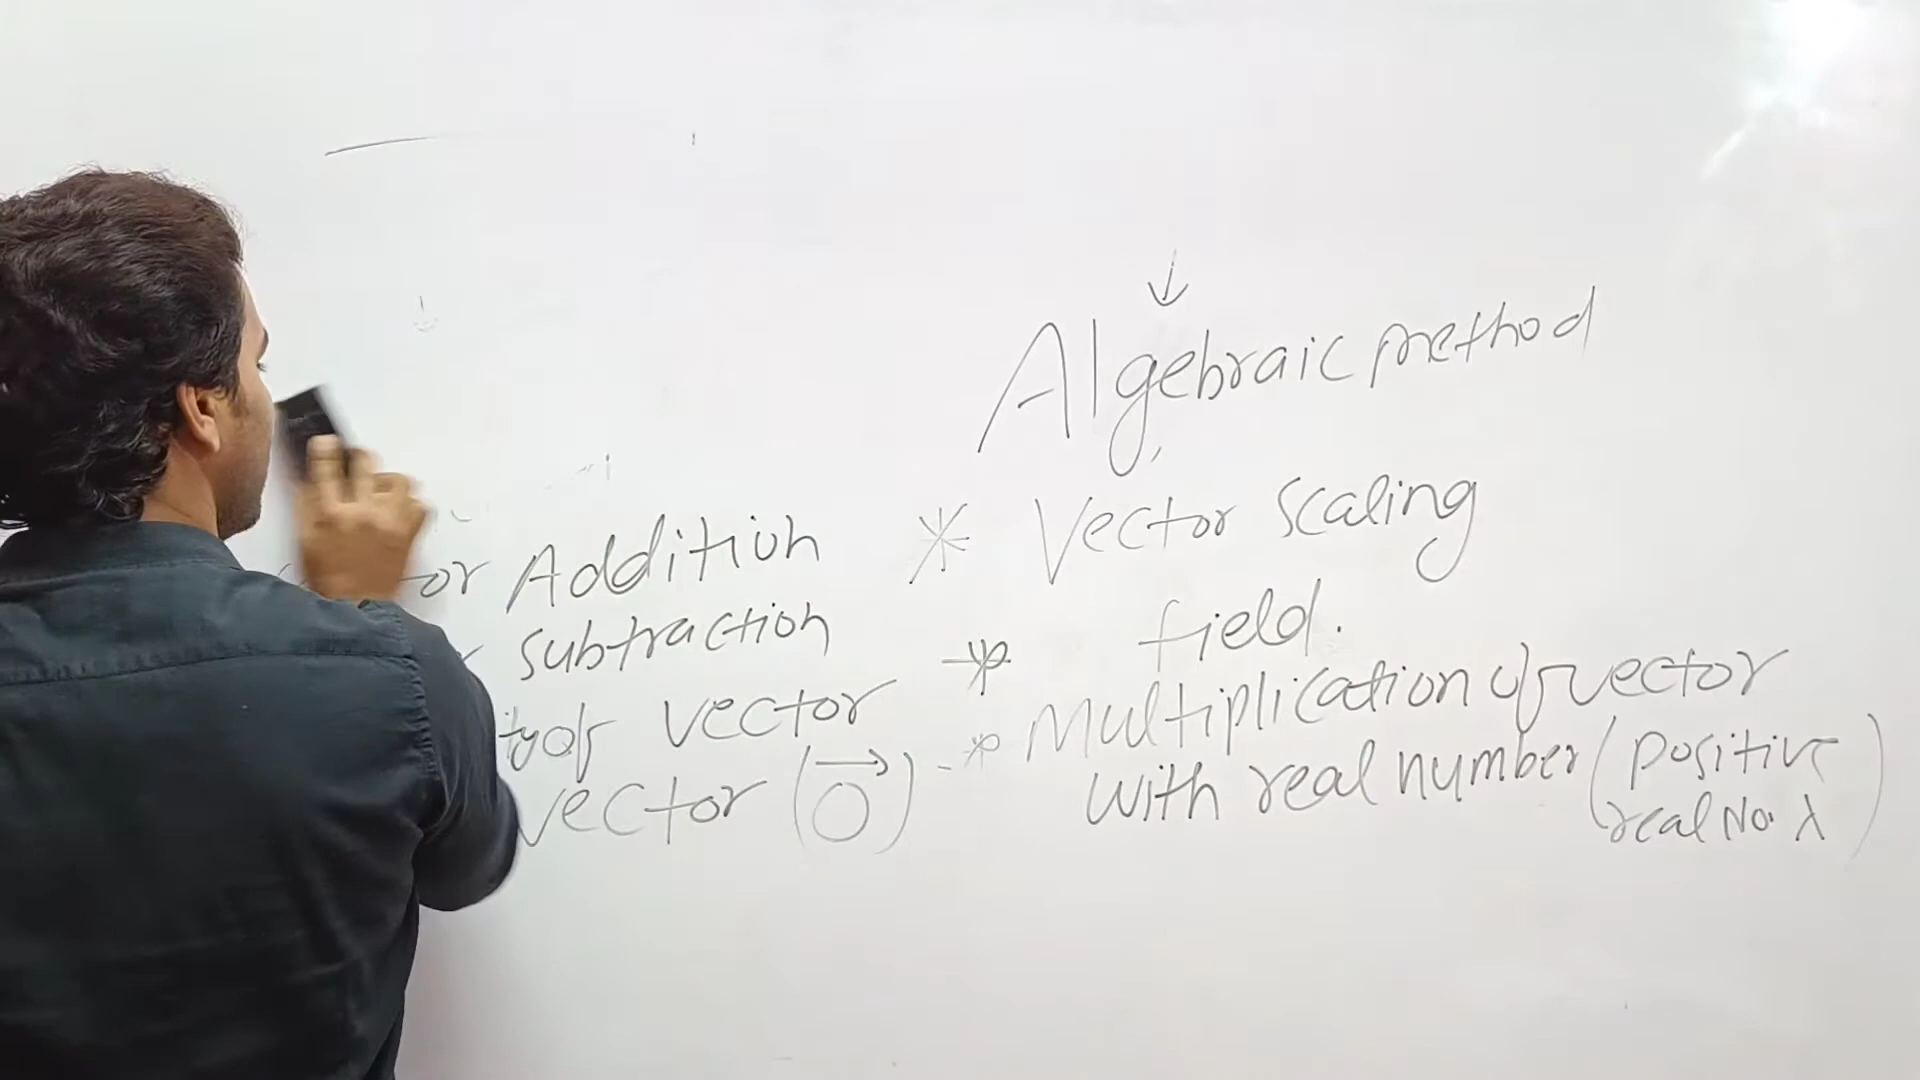 ↓
Algebraic method
or Addition
subtraction
tyof vector
vector (0⃗)
* Vector scaling
field.
* Multiplication of vector
with real number (positive
real No. λ)